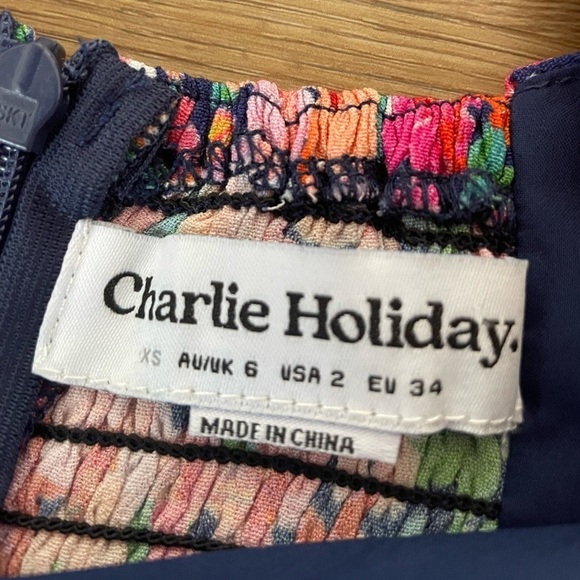 Charlie Holiday.
XS AU/UK 6 USA 2 EU 34
MADE IN CHINA